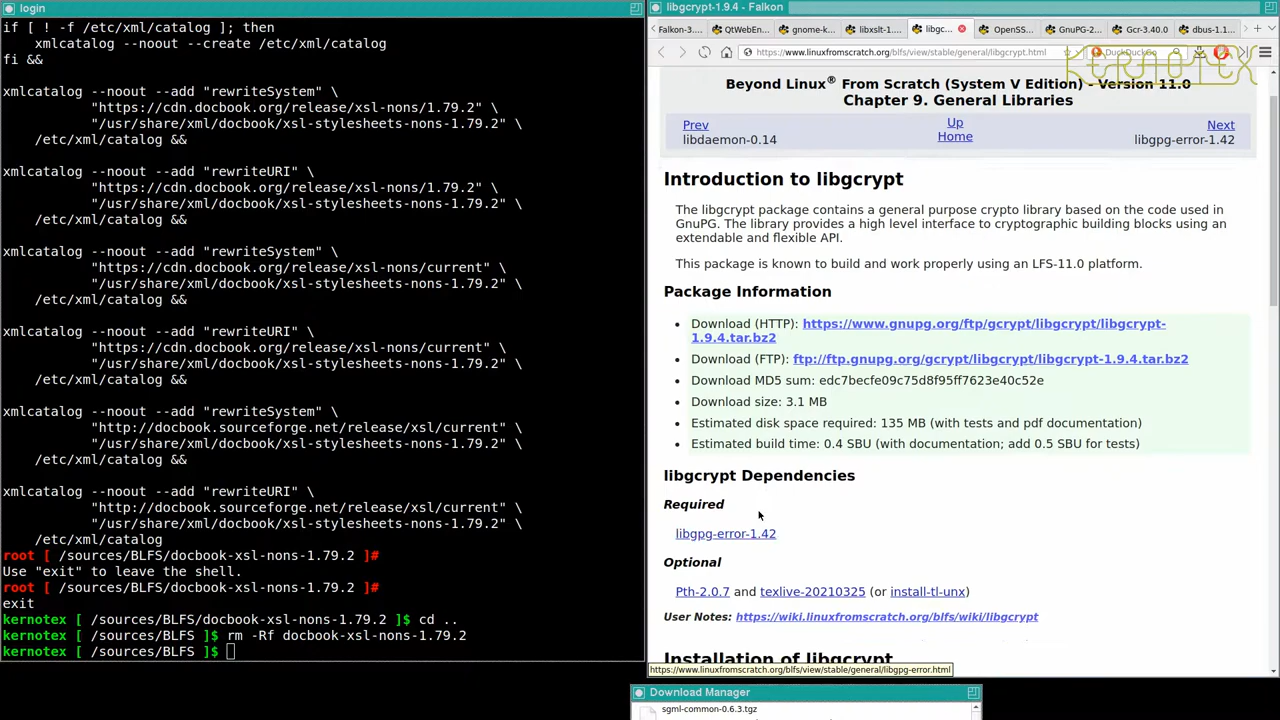 login
if [ ! -f /etc/xml/catalog ]; then
xmlcatalog --noout --create /etc/xml/catalog
fi &&
xmlcatalog --noout --add "rewriteSystem" \
"https://cdn.docbook.org/release/xsl-nons/1.79.2" \
"/usr/share/xml/docbook/xsl-stylesheets-nons-1.79.2" \
/etc/xml/catalog &&
xmlcatalog --noout --add "rewriteURI" \
"https://cdn.docbook.org/release/xsl-nons/1.79.2" \
"/usr/share/xml/docbook/xsl-stylesheets-nons-1.79.2" \
/etc/xml/catalog &&
xmlcatalog --noout --add "rewriteSystem" \
"https://cdn.docbook.org/release/xsl-nons/current" \
"/usr/share/xml/docbook/xsl-stylesheets-nons-1.79.2" \
/etc/xml/catalog &&
xmlcatalog --noout --add "rewriteURI" \
"https://cdn.docbook.org/release/xsl-nons/current" \
"/usr/share/xml/docbook/xsl-stylesheets-nons-1.79.2" \
/etc/xml/catalog &&
xmlcatalog --noout --add "rewriteSystem" \
"http://docbook.sourceforge.net/release/xsl/current" \
"/usr/share/xml/docbook/xsl-stylesheets-nons-1.79.2" \
/etc/xml/catalog &&
xmlcatalog --noout --add "rewriteURI" \
"http://docbook.sourceforge.net/release/xsl/current" \
"/usr/share/xml/docbook/xsl-stylesheets-nons-1.79.2" \
/etc/xml/catalog
root [ /sources/BLFS/docbook-xsl-nons-1.79.2 ]#
Use "exit" to leave the shell.
root [ /sources/BLFS/docbook-xsl-nons-1.79.2 ]#
exit
kernotex [ /sources/BLFS/docbook-xsl-nons-1.79.2 ]$ cd ..
kernotex [ /sources/BLFS ]$ rm -Rf docbook-xsl-nons-1.79.2
kernotex [ /sources/BLFS ]$
libgcrypt-1.9.4 - Falkon
Falkon-3.... QtWebEn... gnome-k... libxslt-1.... libgc... OpenSS... GnuPG-2... Gcr-3.40.0 dbus-1.1...
https://www.linuxfromscratch.org/blfs/view/stable/general/libgcrypt.html DuckDuckGo
KERNOTEX
Beyond Linux® From Scratch (System V Edition) - Version 11.0
Chapter 9. General Libraries
Prev Up Next
libdaemon-0.14 Home libgpg-error-1.42
Introduction to libgcrypt
The libgcrypt package contains a general purpose crypto library based on the code used in
GnuPG. The library provides a high level interface to cryptographic building blocks using an
extendable and flexible API.
This package is known to build and work properly using an LFS-11.0 platform.
Package Information
• Download (HTTP): https://www.gnupg.org/ftp/gcrypt/libgcrypt/libgcrypt-
1.9.4.tar.bz2
• Download (FTP): ftp://ftp.gnupg.org/gcrypt/libgcrypt/libgcrypt-1.9.4.tar.bz2
• Download MD5 sum: edc7becfe09c75d8f95ff7623e40c52e
• Download size: 3.1 MB
• Estimated disk space required: 135 MB (with tests and pdf documentation)
• Estimated build time: 0.4 SBU (with documentation; add 0.5 SBU for tests)
libgcrypt Dependencies
Required
libgpg-error-1.42
Optional
Pth-2.0.7 and texlive-20210325 (or install-tl-unx)
User Notes: https://wiki.linuxfromscratch.org/blfs/wiki/libgcrypt
Installation of libgcrypt
https://www.linuxfromscratch.org/blfs/view/stable/general/libgpg-error.html
Download Manager
sgml-common-0.6.3.tgz